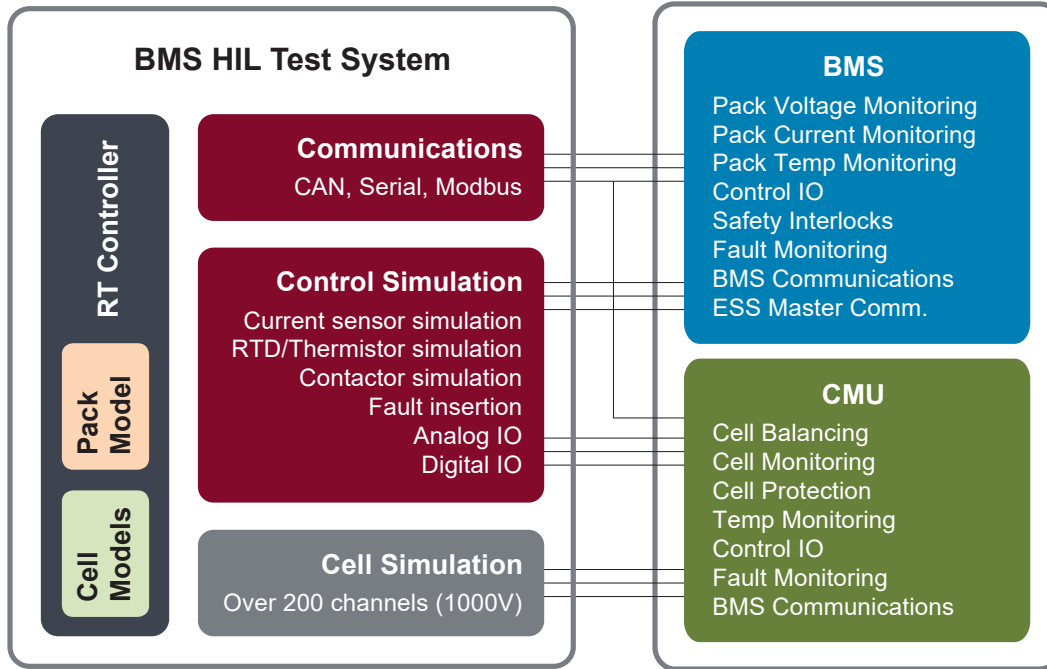 BMS HIL Test System
RT Controller
Pack
Model
Cell
Models
Communications
CAN, Serial, Modbus
Control Simulation
Current sensor simulation
RTD/Thermistor simulation
Contactor simulation
Fault insertion
Analog IO
Digital IO
Cell Simulation
Over 200 channels (1000V)
BMS
Pack Voltage Monitoring
Pack Current Monitoring
Pack Temp Monitoring
Control IO
Safety Interlocks
Fault Monitoring
BMS Communications
ESS Master Comm.
CMU
Cell Balancing
Cell Monitoring
Cell Protection
Temp Monitoring
Control IO
Fault Monitoring
BMS Communications